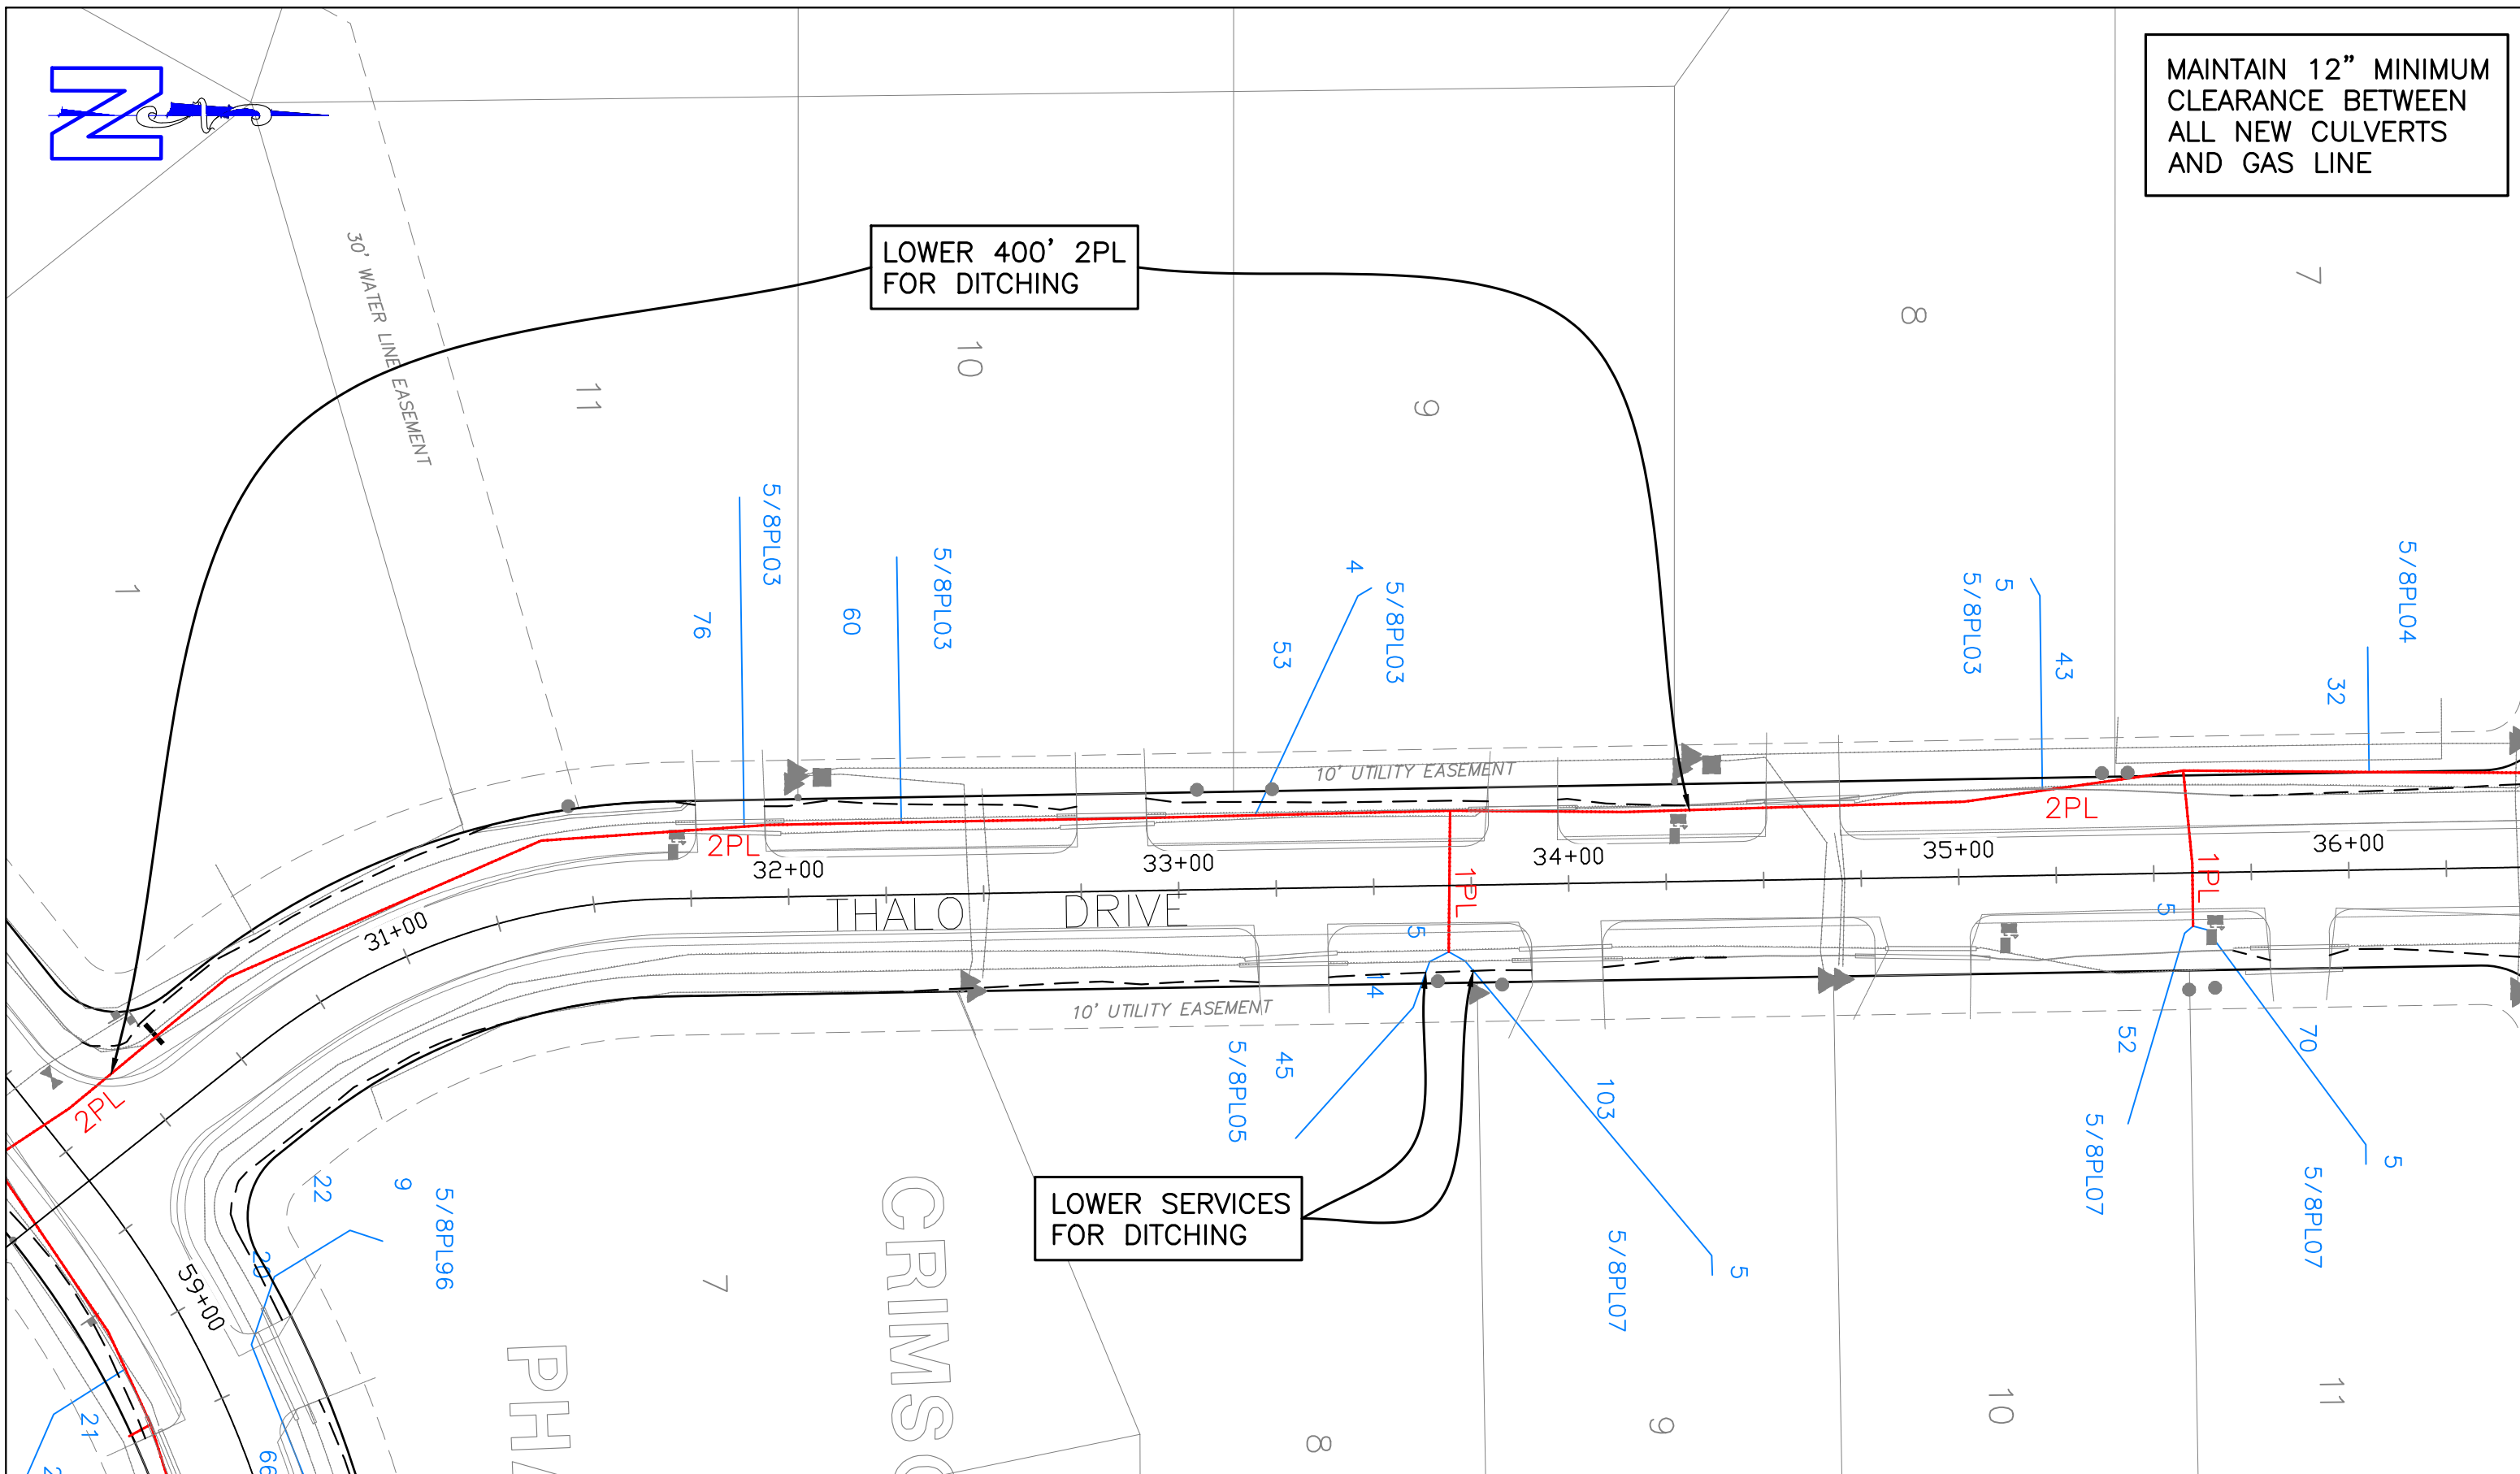 N
MAINTAIN 12” MINIMUM
CLEARANCE BETWEEN
ALL NEW CULVERTS
AND GAS LINE
LOWER 400’ 2PL
FOR DITCHING
30' WATER LINE EASEMENT
1
11
10
9
8
7
5/8PL03
76
5/8PL03
60
4
5/8PL03
53
5
5/8PL03
43
5/8PL04
32
10' UTILITY EASEMENT
2PL
2PL
2PL
31+00
32+00
33+00
34+00
35+00
36+00
THALO DRIVE
1PL
1PL
5
5
14
10' UTILITY EASEMENT
45
5/8PL05
103
5
5/8PL07
52
5/8PL07
70
5
5/8PL07
LOWER SERVICES
FOR DITCHING
22
9
5/8PL96
20
59+00
21
66
7
CRIMSO
8
9
10
11